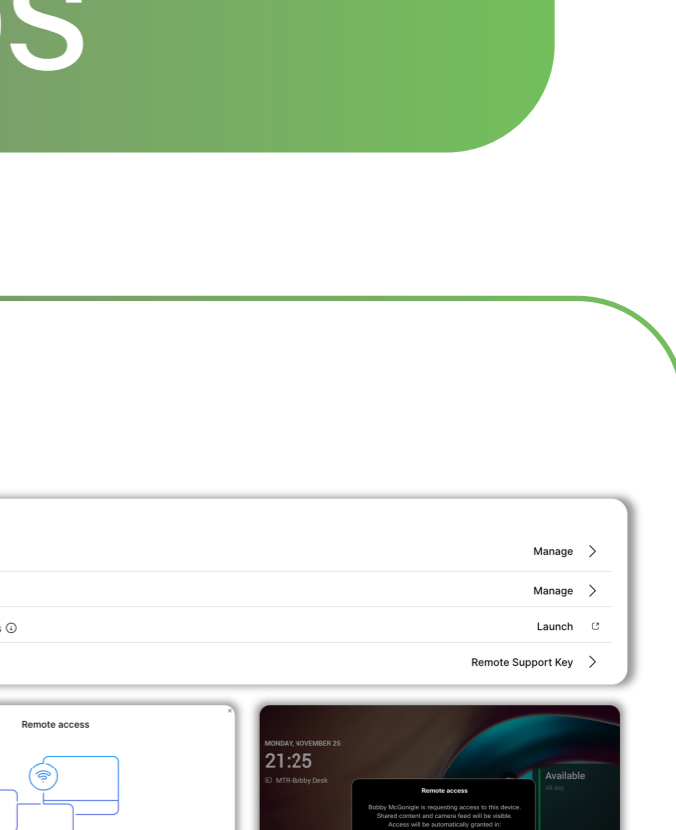 Manage
Manage
Launch
Remote Support Key
Remote access
MONDAY, NOVEMBER 25
21:25
MTR-Bobby Desk
Available
All day
Remote access
Bobby McGonigle is requesting access to this device.
Shared content and camera feed will be visible.
Access will be automatically granted in: